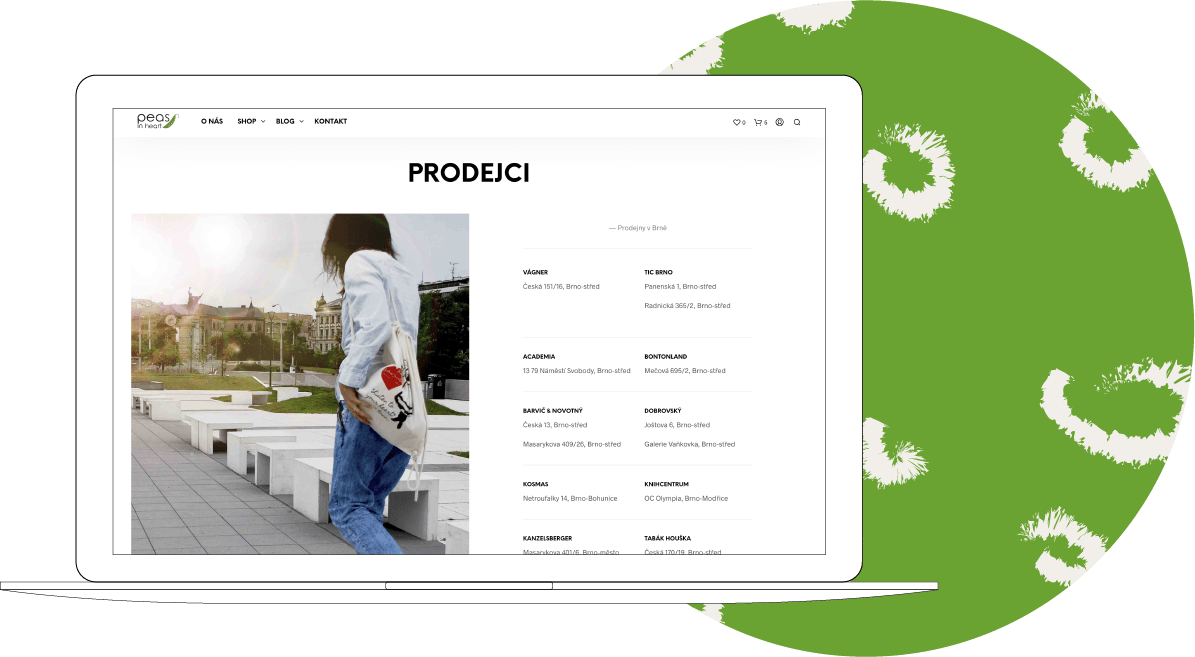 peas
in heart
O NÁS SHOP BLOG KONTAKT
0 6
PRODEJCI
— Prodejny v Brně
VÁGNER
Česká 151/16, Brno-střed
TIC BRNO
Panenská 1, Brno-střed
Radnická 365/2, Brno-střed
ACADEMIA
13 79 Náměstí Svobody, Brno-střed
BONTONLAND
Mečová 695/2, Brno-střed
BARVIČ & NOVOTNÝ
Česká 13, Brno-střed
Masarykova 409/26, Brno-střed
DOBROVSKÝ
Joštova 6, Brno-střed
Galerie Vaňkovka, Brno-střed
KOSMAS
Netroufalky 14, Brno-Bohunice
KNIHCENTRUM
OC Olympia, Brno-Modřice
KANZELSBERGER
Masarykova 401/6, Brno-město
TABÁK HOUŠKA
Česká 170/19, Brno-střed